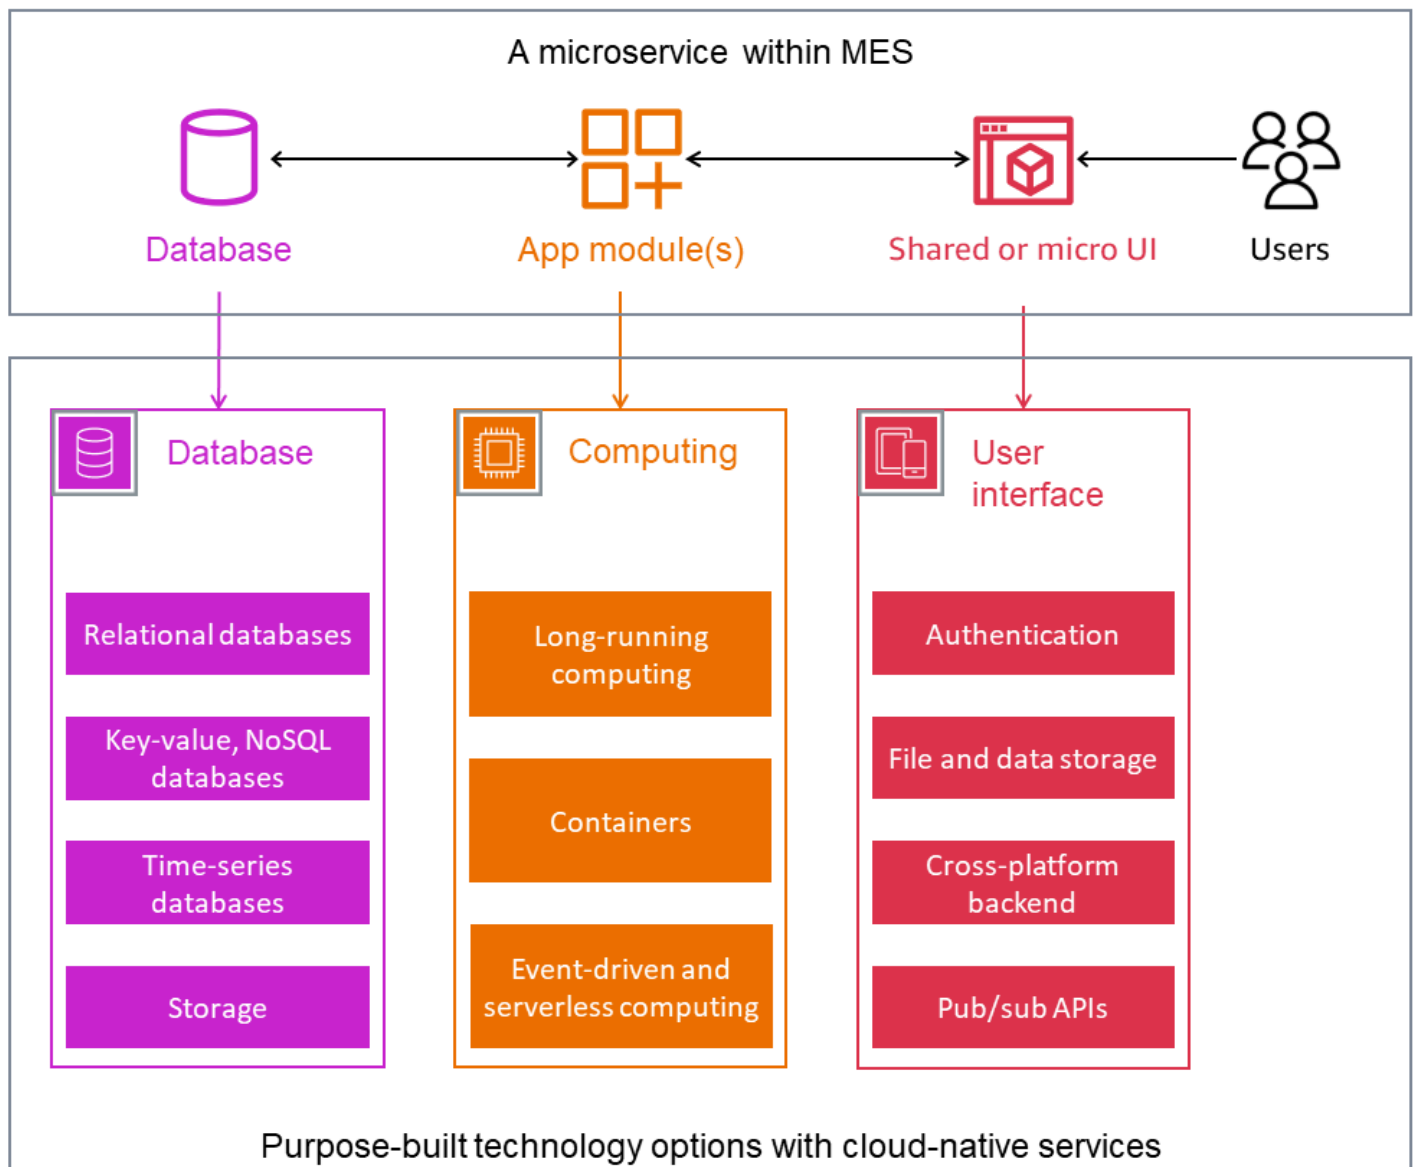 A microservice within MES
Database
App module(s)
Shared or micro UI
Users
Database
Relational databases
Key-value, NoSQL
databases
Time-series
databases
Storage
Computing
Long-running
computing
Containers
Event-driven and
serverless computing
User
interface
Authentication
File and data storage
Cross-platform
backend
Pub/sub APIs
Purpose-built technology options with cloud-native services